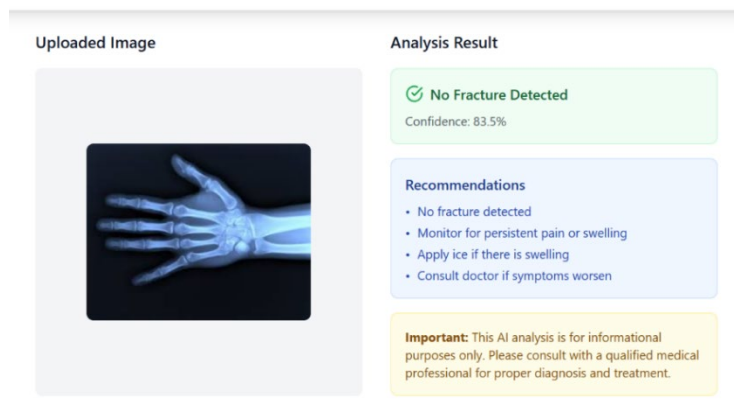 Uploaded Image
Analysis Result
No Fracture Detected
Confidence: 83.5%
Recommendations
• No fracture detected
• Monitor for persistent pain or swelling
• Apply ice if there is swelling
• Consult doctor if symptoms worsen
Important: This AI analysis is for informational
purposes only. Please consult with a qualified medical
professional for proper diagnosis and treatment.